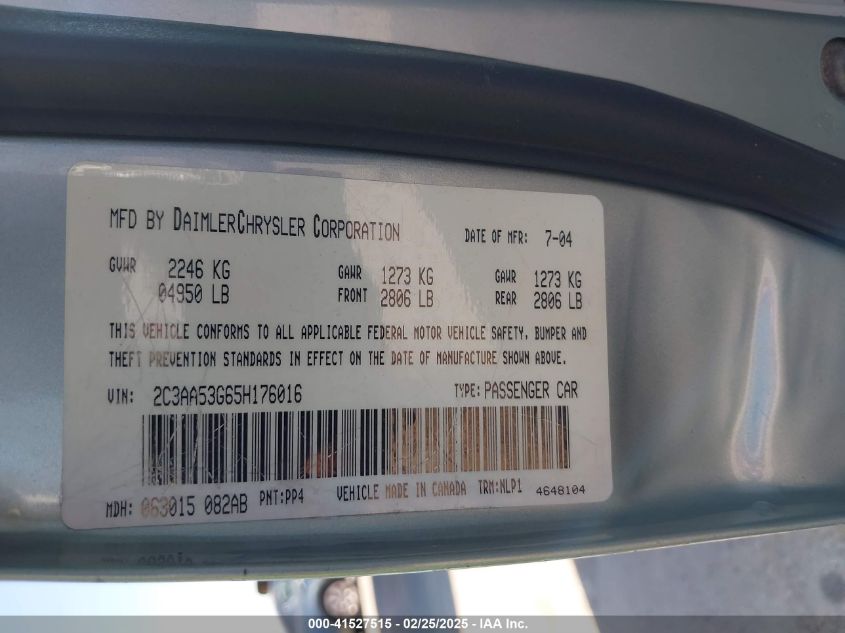 MFD BY DAIMLERCHRYSLER CORPORATION DATE OF MFR: 7-04
GVWR 2246 KG GAWR 1273 KG GAWR 1273 KG
04950 LB FRONT 2806 LB REAR 2806 LB
THIS VEHICLE CONFORMS TO ALL APPLICABLE FEDERAL MOTOR VEHICLE SAFETY, BUMPER AND
THEFT PREVENTION STANDARDS IN EFFECT ON THE DATE OF MANUFACTURE SHOWN ABOVE.
VIN: 2C3AA53G65H176016 TYPE: PASSENGER CAR
MDH: 063015 082AB PNT:PP4 VEHICLE MADE IN CANADA TRM:NLP1 4648104
000-41527515 - 02/25/2025 - IAA Inc.